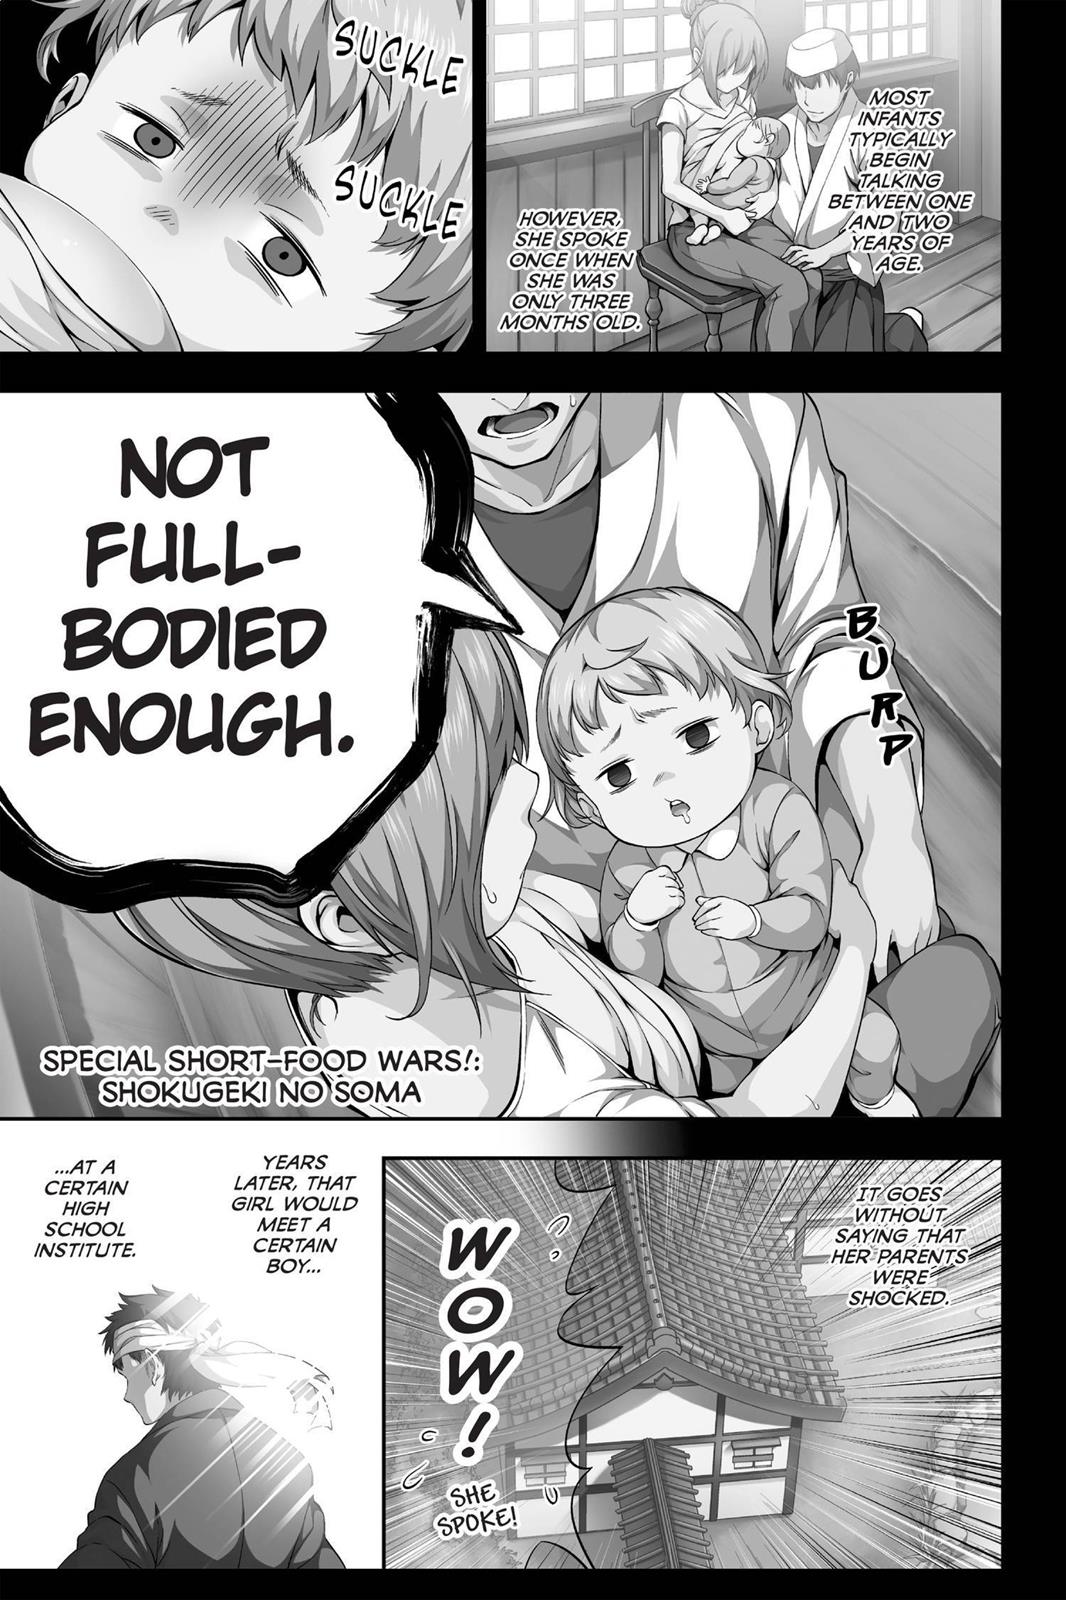 MOST
INFANTS
TYPICALLY
BEGIN
TALKING
BETWEEN ONE
AND TWO
YEARS OF
AGE.
HOWEVER,
SHE SPOKE
ONCE WHEN
SHE WAS
ONLY THREE
MONTHS OLD.
SUCKLE
SUCKLE
NOT
FULL-
BODIED
ENOUGH.
BURP
SPECIAL SHORT–FOOD WARS!:
SHOKUGEKI NO SOMA
IT GOES
WITHOUT
SAYING THAT
HER PARENTS
WERE
SHOCKED.
WOW!
SHE
SPOKE!
YEARS
LATER, THAT
GIRL WOULD
MEET A
CERTAIN
BOY...
...AT A
CERTAIN
HIGH
SCHOOL
INSTITUTE.